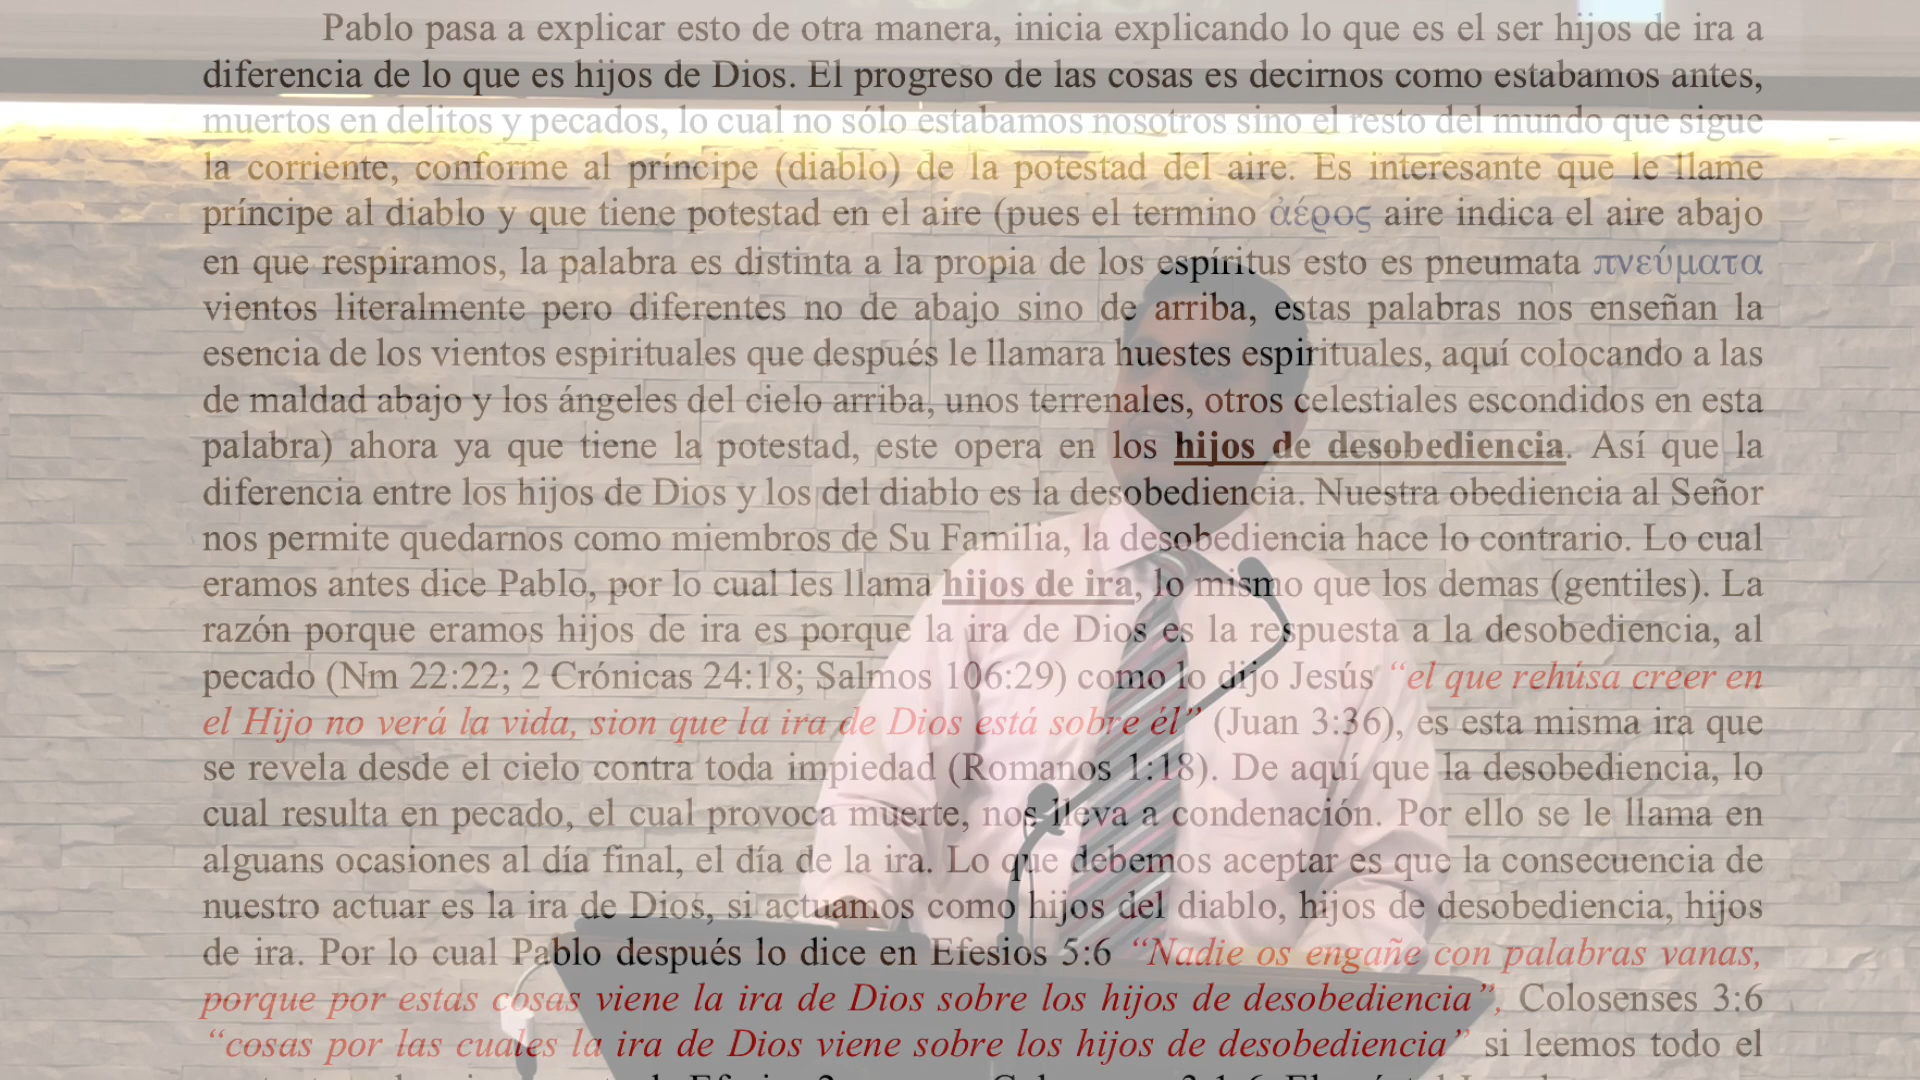 Pablo pasa a explicar esto de otra manera, inicia explicando lo que es el ser hijos de ira a
diferencia de lo que es hijos de Dios. El progreso de las cosas es decirnos como estabamos antes,
muertos en delitos y pecados, lo cual no sólo estabamos nosotros sino el resto del mundo que sigue
la corriente, conforme al príncipe (diablo) de la potestad del aire. Es interesante que le llame
príncipe al diablo y que tiene potestad en el aire (pues el termino ἀέρος aire indica el aire abajo
en que respiramos, la palabra es distinta a la propia de los espíritus esto es pneumata πνεύματα
vientos literalmente pero diferentes no de abajo sino de arriba, estas palabras nos enseñan la
esencia de los vientos espirituales que después le llamara huestes espirituales, aquí colocando a las
de maldad abajo y los ángeles del cielo arriba, unos terrenales, otros celestiales escondidos en esta
palabra) ahora ya que tiene la potestad, este opera en los hijos de desobediencia. Así que la
diferencia entre los hijos de Dios y los del diablo es la desobediencia. Nuestra obediencia al Señor
nos permite quedarnos como miembros de Su Familia, la desobediencia hace lo contrario. Lo cual
eramos antes dice Pablo, por lo cual les llama hijos de ira, lo mismo que los demas (gentiles). La
razón porque eramos hijos de ira es porque la ira de Dios es la respuesta a la desobediencia, al
pecado (Nm 22:22; 2 Crónicas 24:18; Salmos 106:29) como lo dijo Jesús “el que rehúsa creer en
el Hijo no verá la vida, sion que la ira de Dios está sobre él” (Juan 3:36), es esta misma ira que
se revela desde el cielo contra toda impiedad (Romanos 1:18). De aquí que la desobediencia, lo
cual resulta en pecado, el cual provoca muerte, nos lleva a condenación. Por ello se le llama en
alguans ocasiones al día final, el día de la ira. Lo que debemos aceptar es que la consecuencia de
nuestro actuar es la ira de Dios, si actuamos como hijos del diablo, hijos de desobediencia, hijos
de ira. Por lo cual Pablo después lo dice en Efesios 5:6 “Nadie os engañe con palabras vanas,
porque por estas cosas viene la ira de Dios sobre los hijos de desobediencia”, Colosenses 3:6
“cosas por las cuales la ira de Dios viene sobre los hijos de desobediencia” si leemos todo el